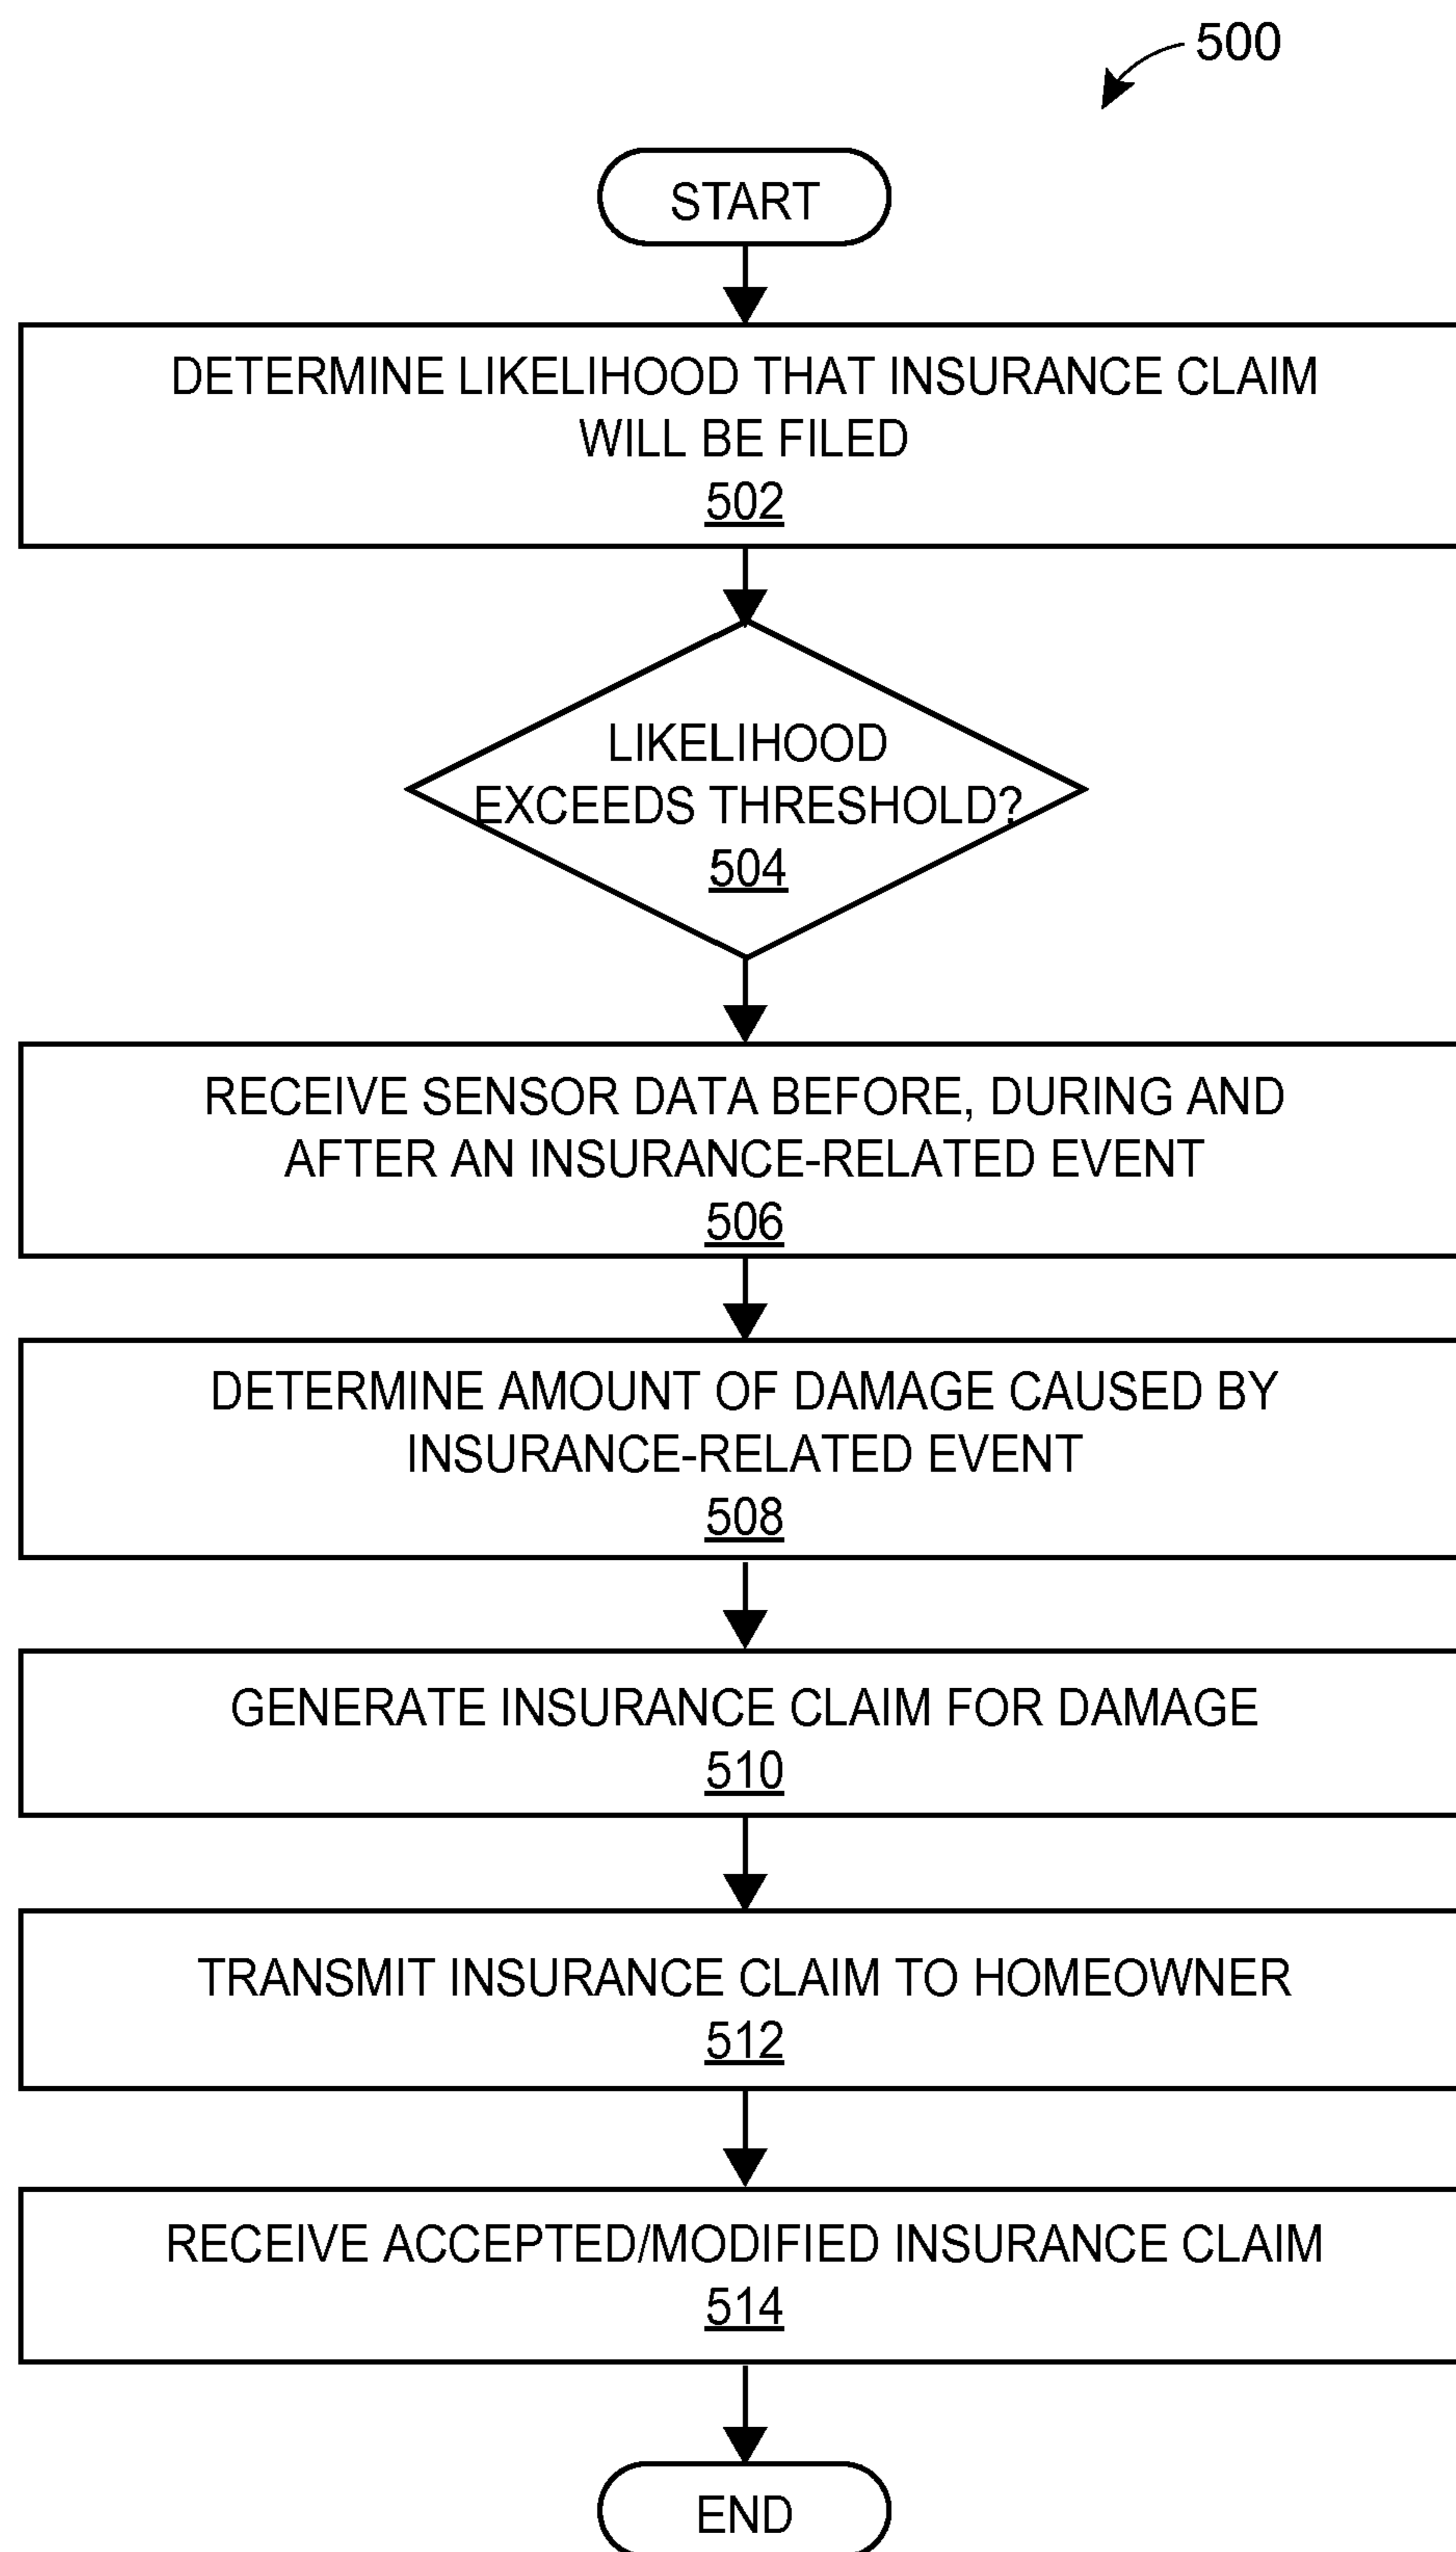 500
START
DETERMINE LIKELIHOOD THAT INSURANCE CLAIM
WILL BE FILED
502
LIKELIHOOD
EXCEEDS THRESHOLD?
504
RECEIVE SENSOR DATA BEFORE, DURING AND
AFTER AN INSURANCE-RELATED EVENT
506
DETERMINE AMOUNT OF DAMAGE CAUSED BY
INSURANCE-RELATED EVENT
508
GENERATE INSURANCE CLAIM FOR DAMAGE
510
TRANSMIT INSURANCE CLAIM TO HOMEOWNER
512
RECEIVE ACCEPTED/MODIFIED INSURANCE CLAIM
514
END